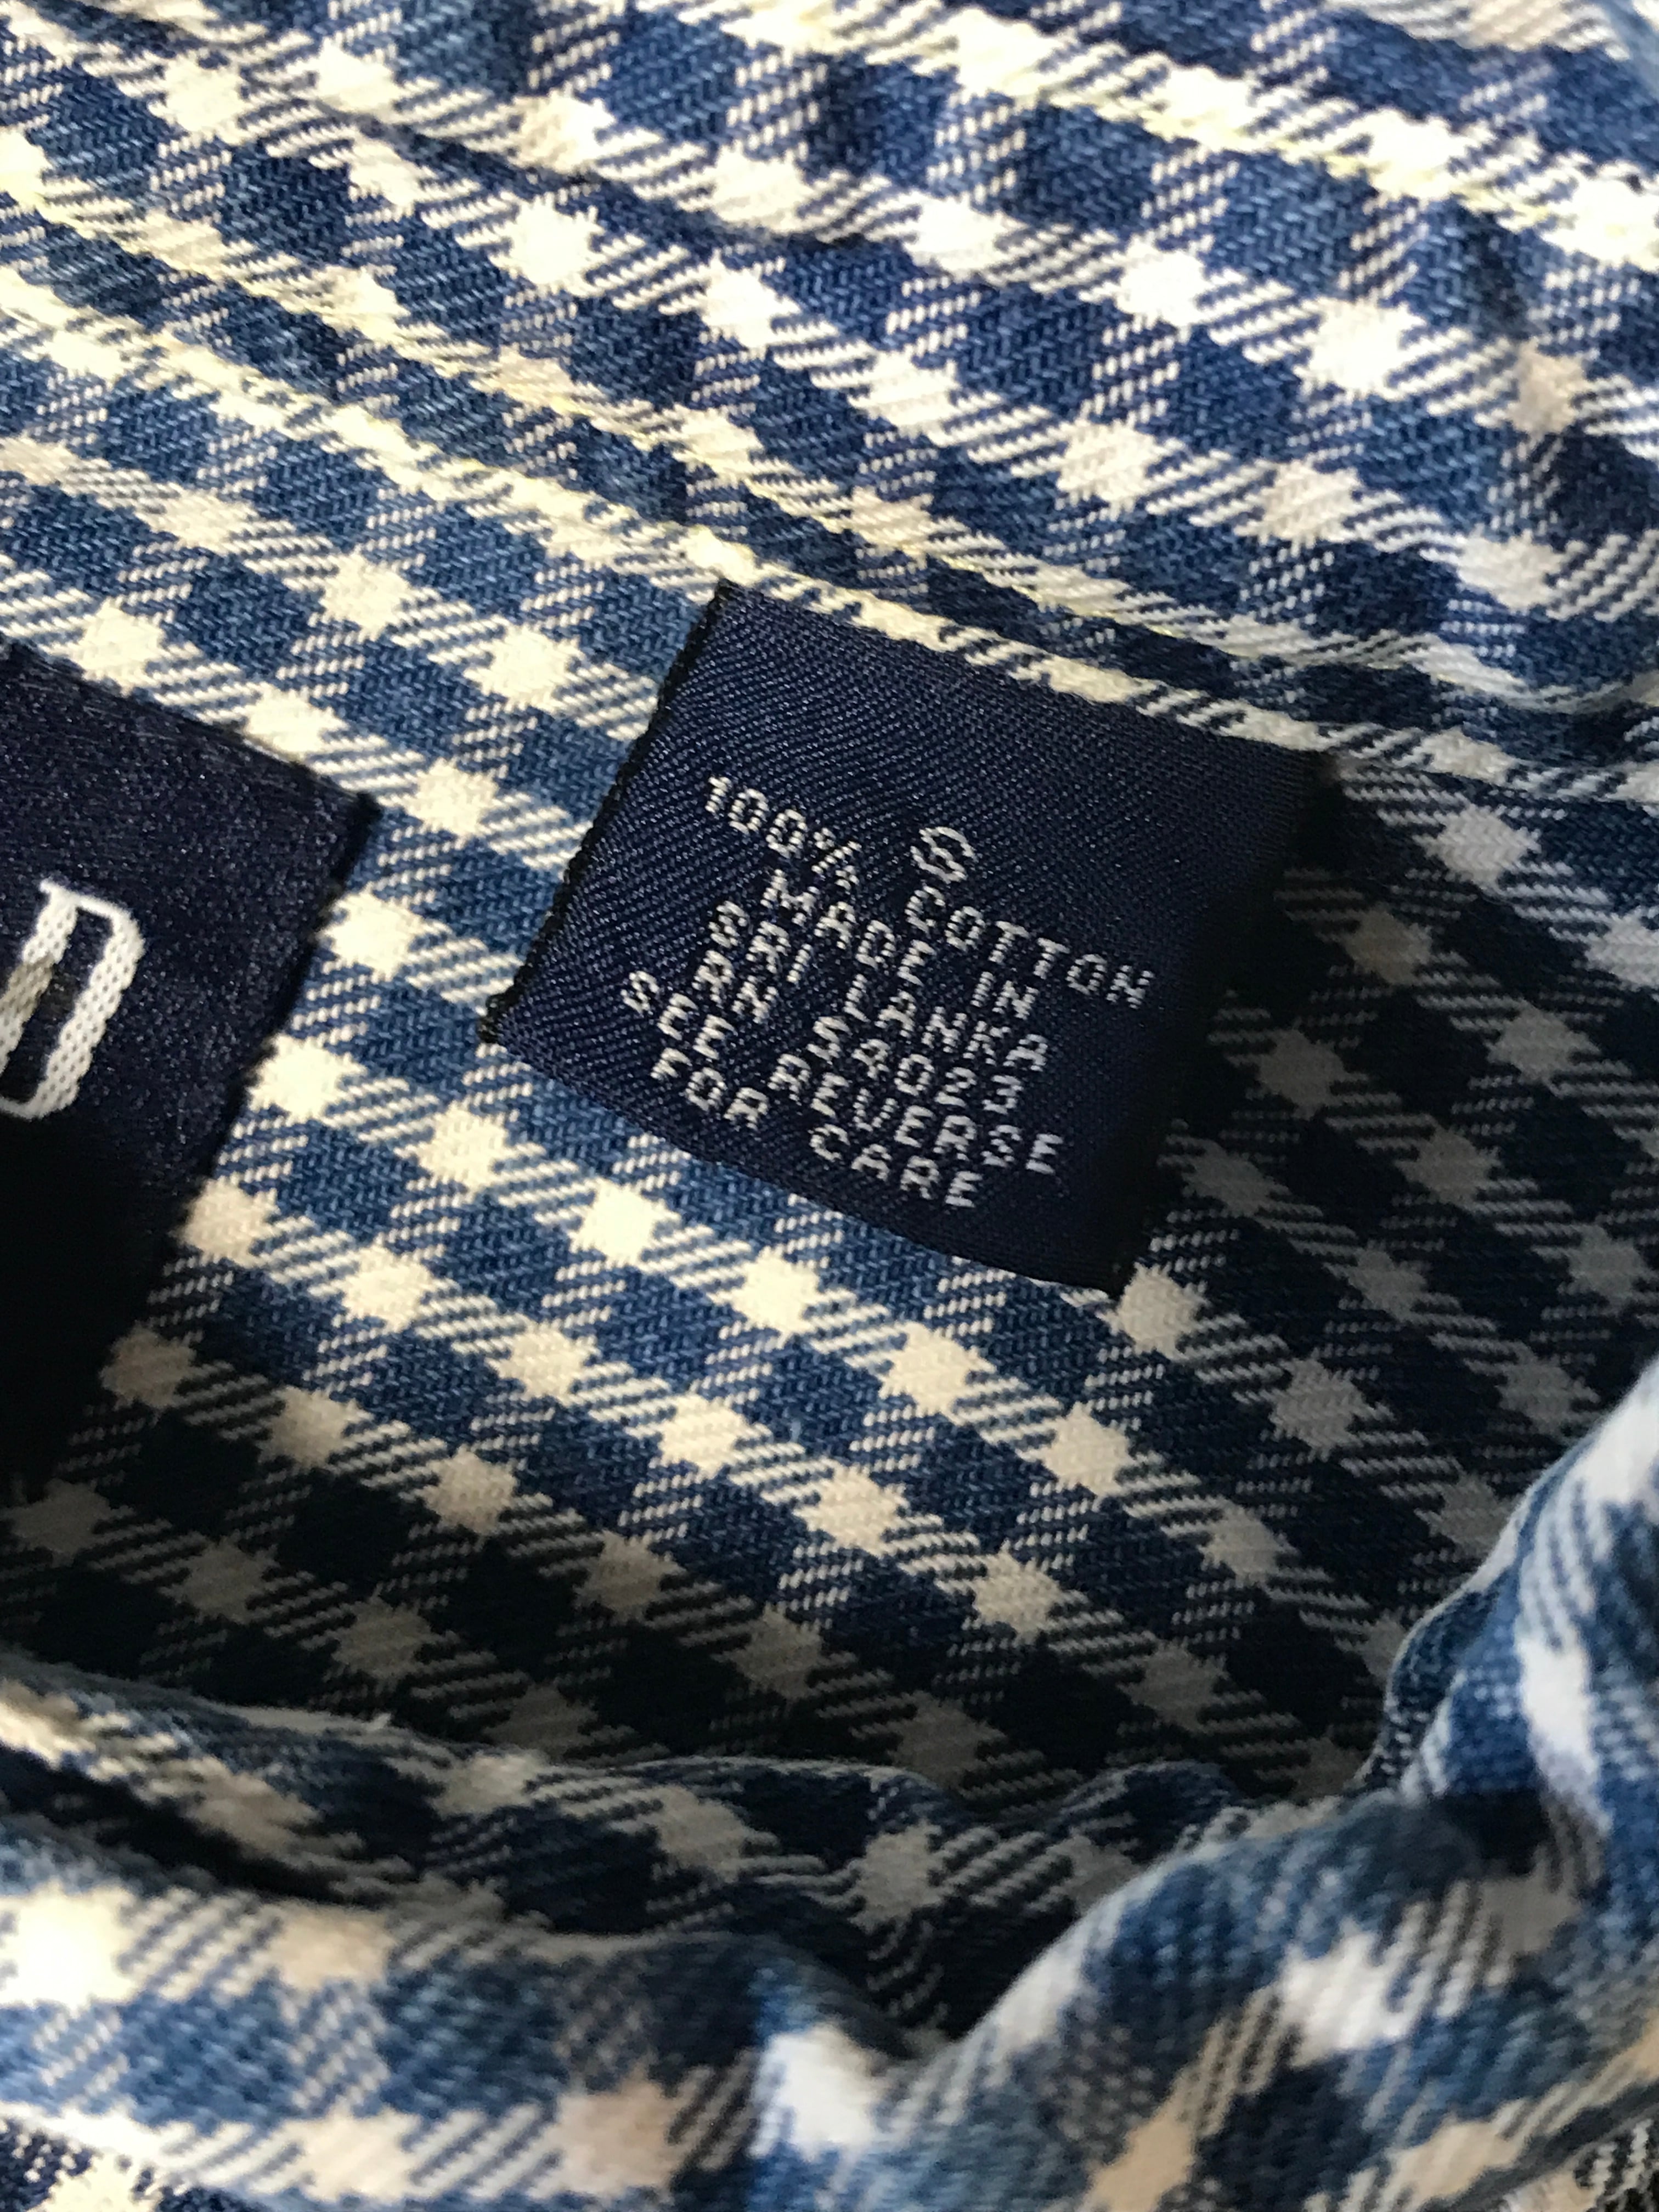 D
S
100% COTTON
MADE IN
SRI LANKA
RN 54023
SEE REVERSE
FOR CARE